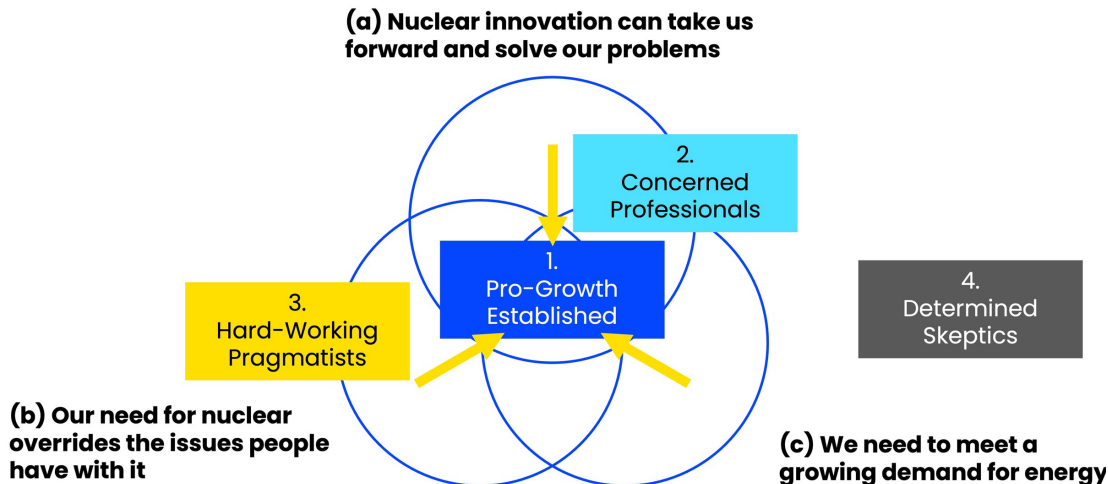 (a) Nuclear innovation can take us
forward and solve our problems
2.
Concerned
Professionals
1.
Pro-Growth
Established
3.
Hard-Working
Pragmatists
4.
Determined
Skeptics
(b) Our need for nuclear
overrides the issues people
have with it
(c) We need to meet a
growing demand for energy